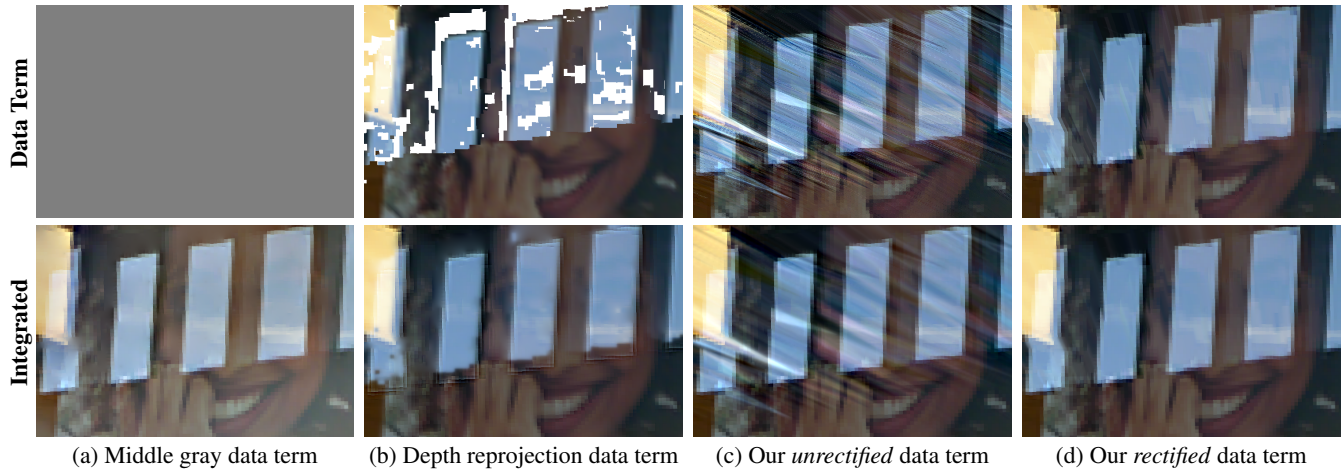 Data Term
Integrated
(a) Middle gray data term
(b) Depth reprojection data term
(c) Our unrectified data term
(d) Our rectified data term